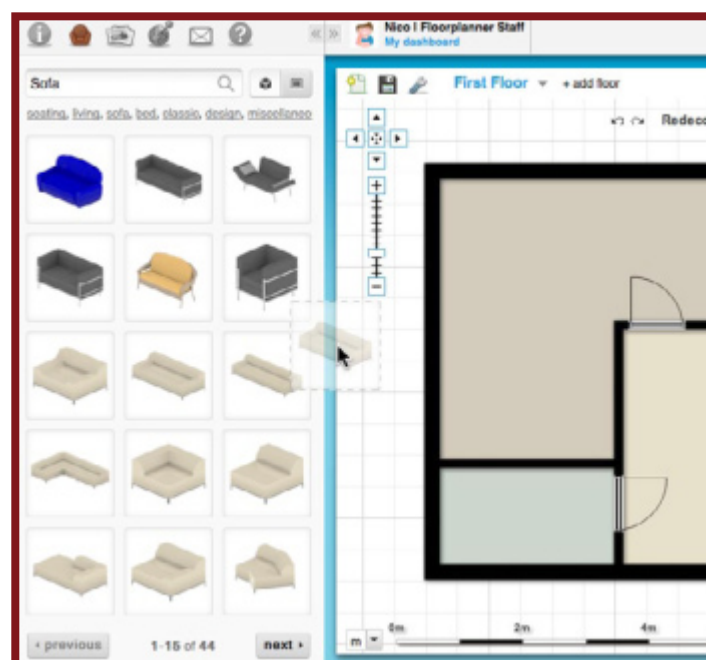 Nico | Floorplanner Staff
My dashboard
Sofa
seating, living, sofa, bed, classic, design, miscellaneo
First Floor
+ add floor
Redeco
‹ previous
1-15 of 44
next ›
m
0m
2m
4m